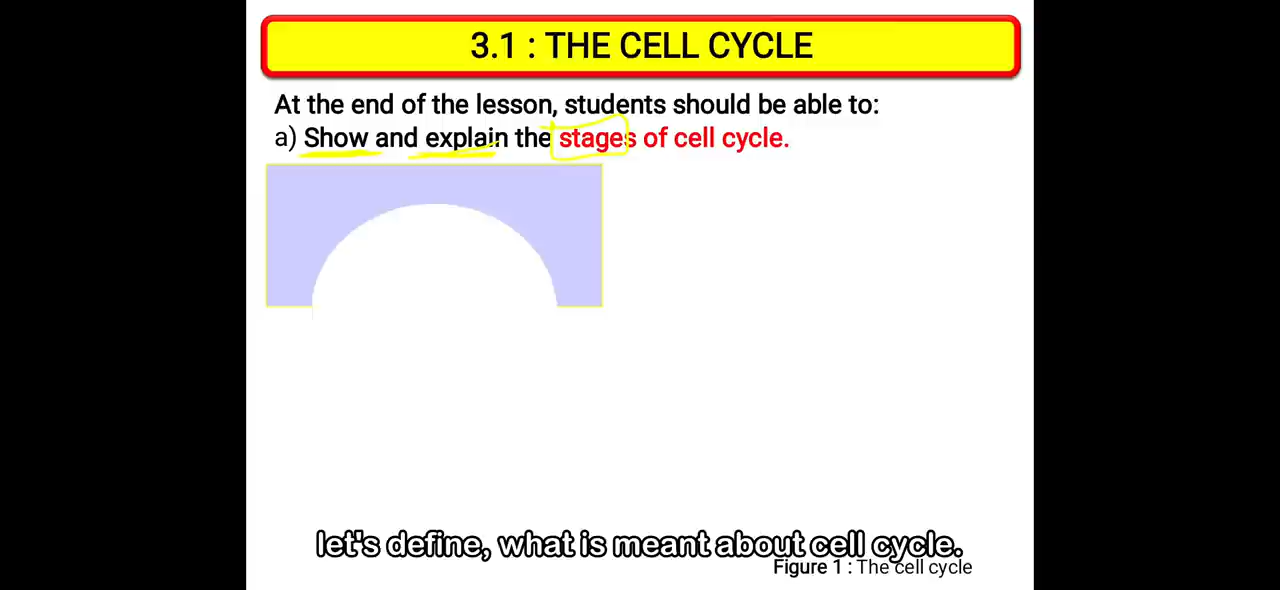 3.1 : THE CELL CYCLE
At the end of the lesson, students should be able to:
a) Show and explain the stages of cell cycle.
let's define, what is meant about cell cycle.
Figure 1 : The cell cycle